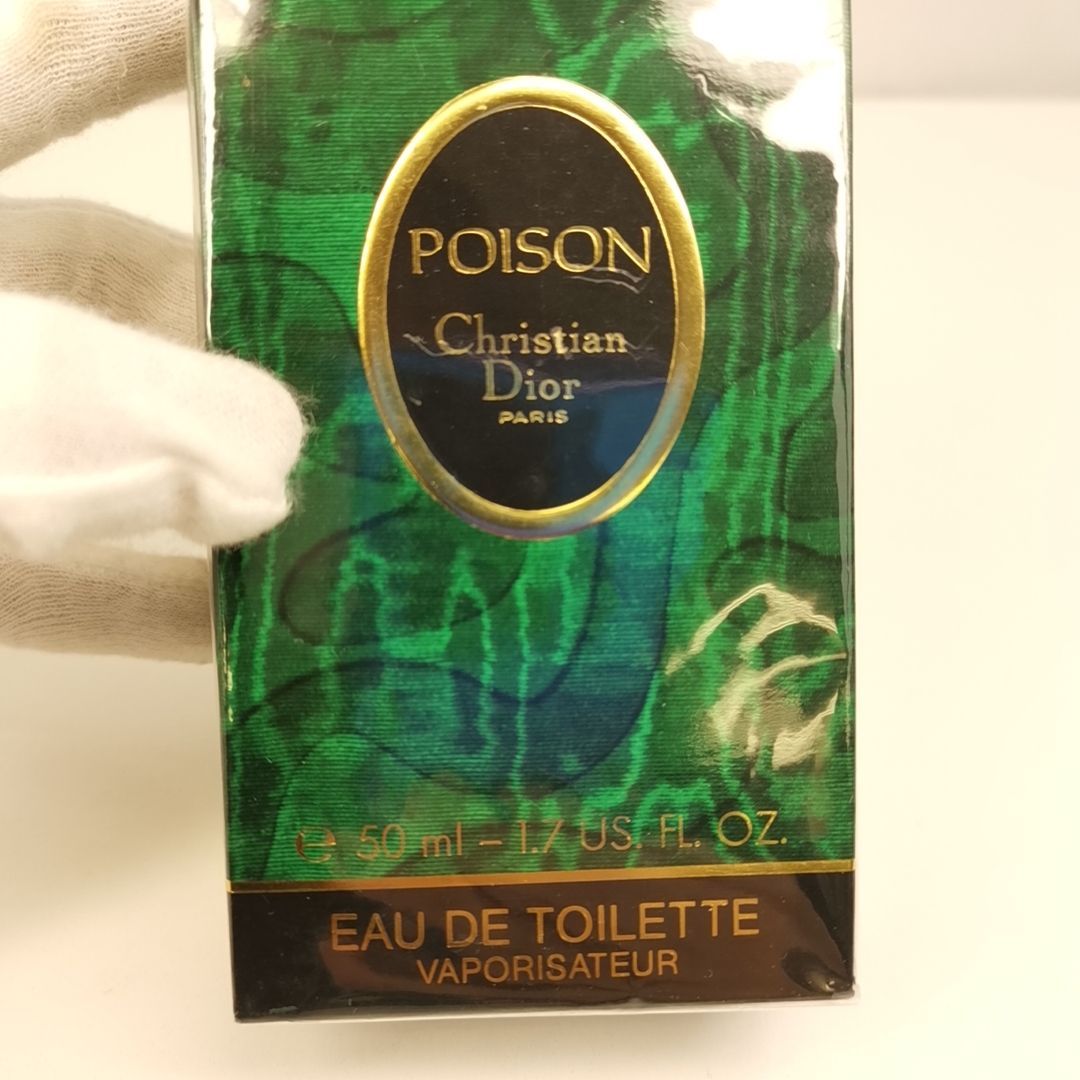 POISON
Christian
Dior
PARIS
℮ 50 ml – 1.7 US. FL. OZ.
EAU DE TOILETTE
VAPORISATEUR